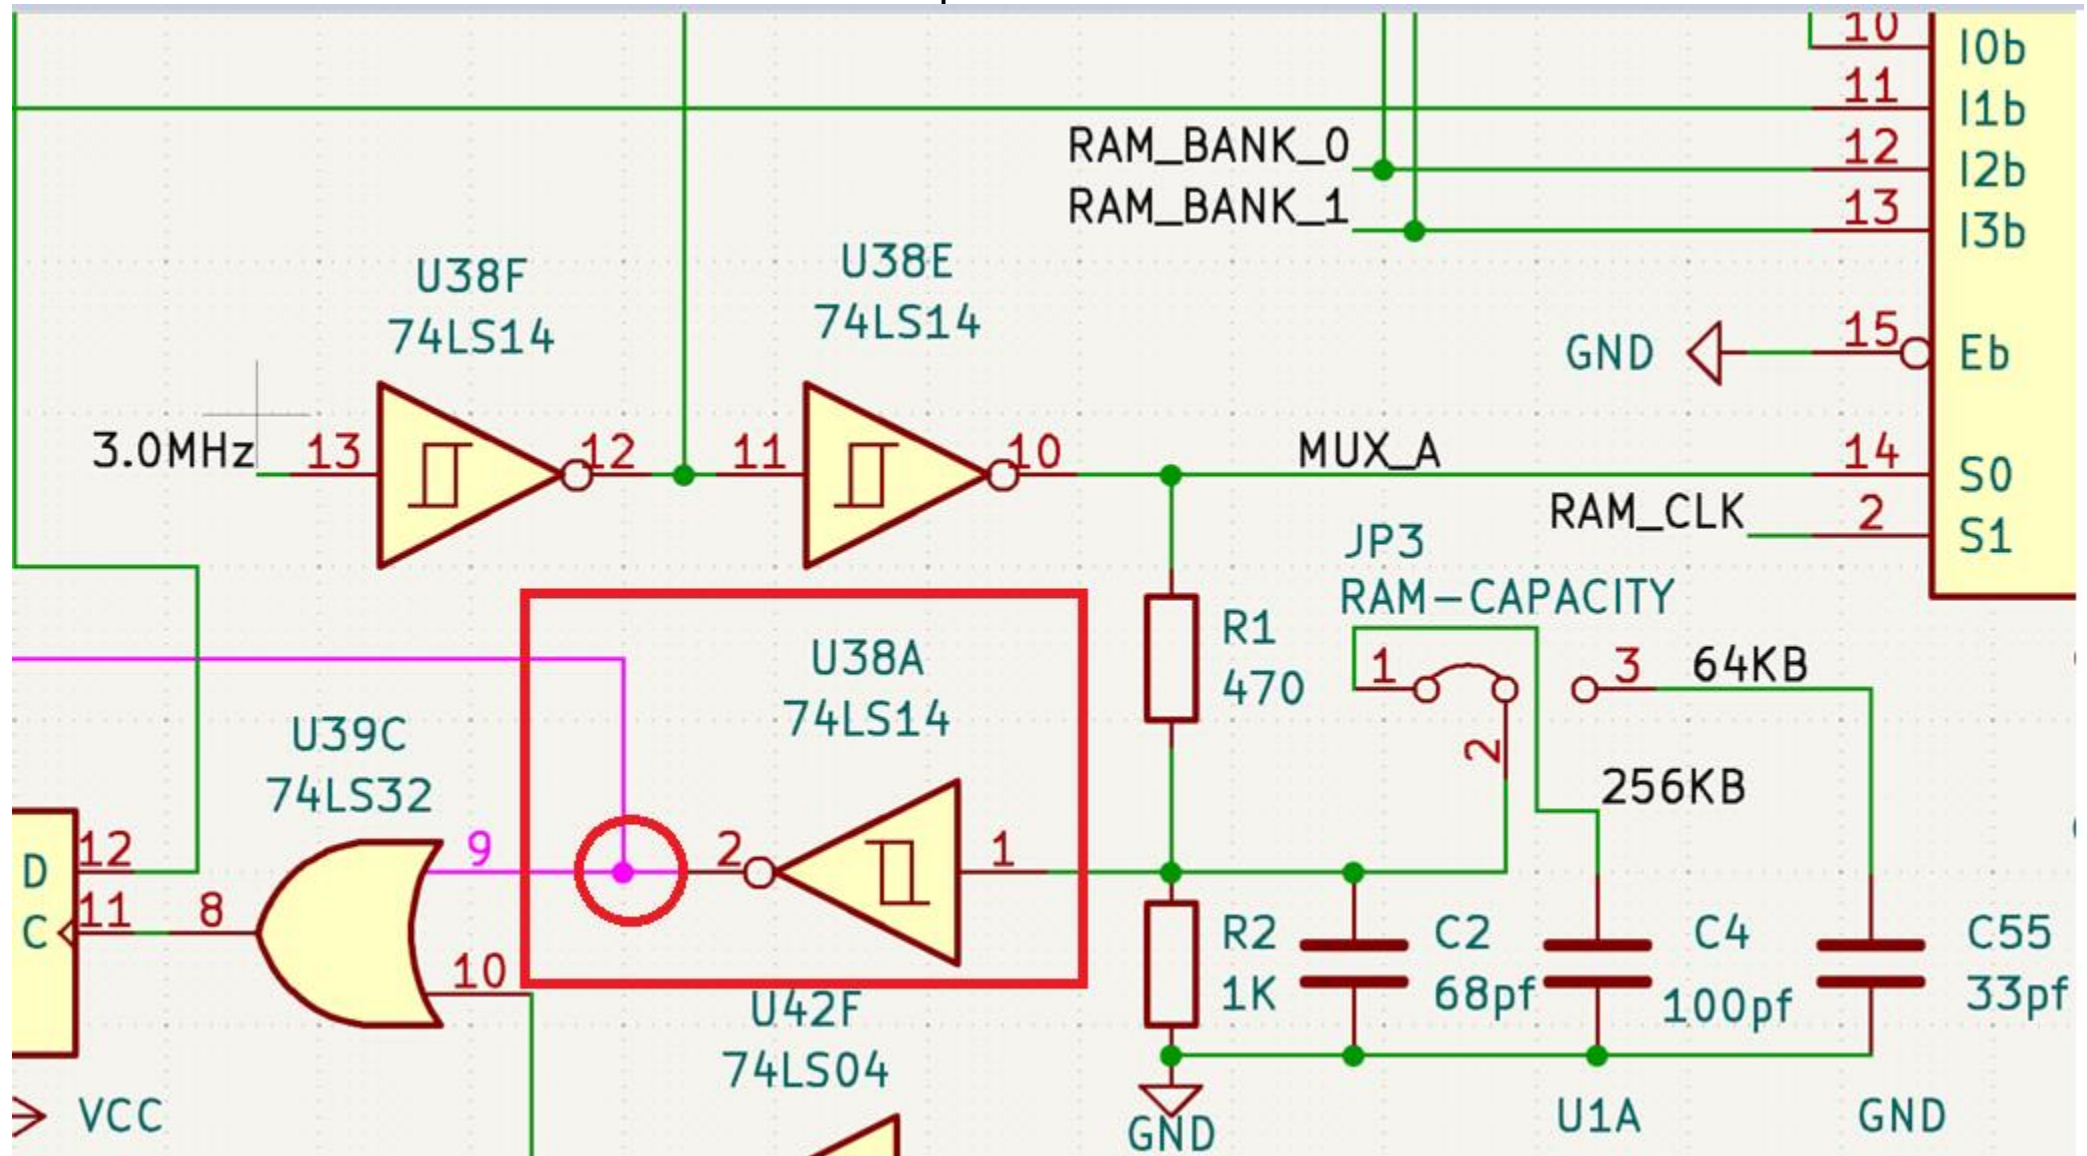 10 I0b
11 I1b
RAM_BANK_0 12 I2b
RAM_BANK_1 13 I3b
U38F
74LS14
U38E
74LS14
GND 15 Eb
3.0MHz 13 12 11 10 MUX_A 14 S0
RAM_CLK 2 S1
JP3
RAM-CAPACITY
R1
470
1 2 3 64KB
256KB
U38A
74LS14
U39C
74LS32
9 2 1
D 12
C 11 8
10
R2
1K
C2
68pf
C4
100pf
C55
33pf
U42F
74LS04
VCC
GND
U1A
GND